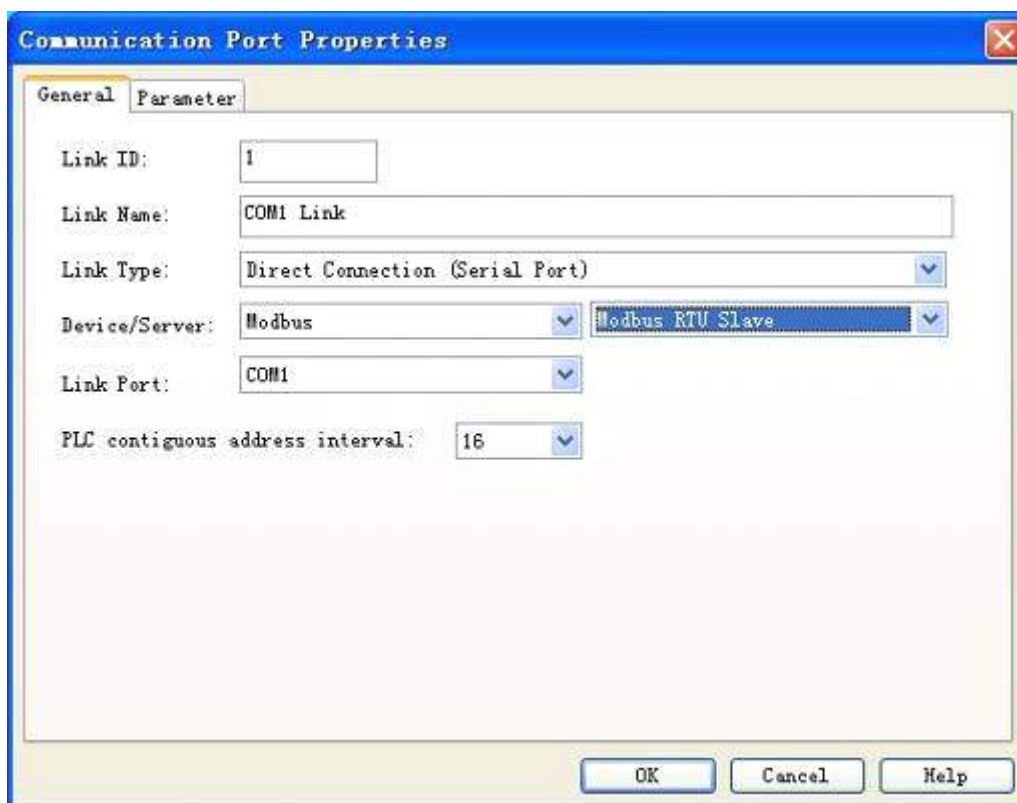 Communication Port Properties
General Parameter
Link ID: 1
Link Name: COM1 Link
Link Type: Direct Connection (Serial Port)
Device/Server: Modbus Modbus RTU Slave
Link Port: COM1
PLC contiguous address interval: 16
OK Cancel Help